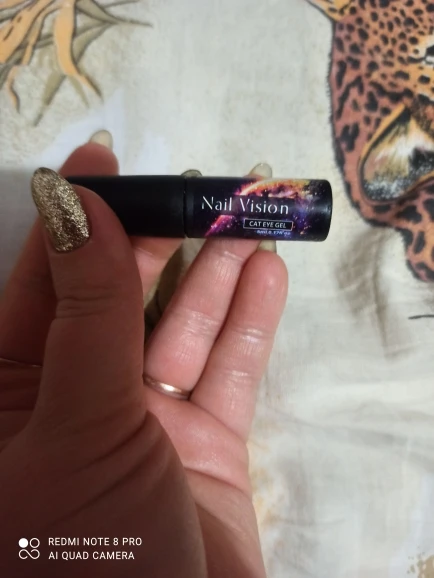 Nail Vision
CAT EYE GEL
REDMI NOTE 8 PRO
AI QUAD CAMERA